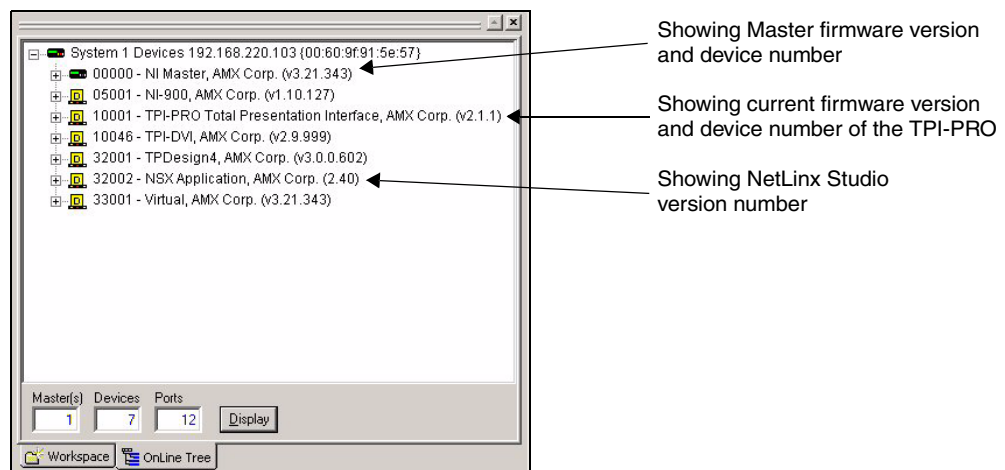 System 1 Devices 192.168.220.103 {00:60:9f:91:5e:57}
00000 - NI Master, AMX Corp. (v3.21.343)
05001 - NI-900, AMX Corp. (v1.10.127)
10001 - TPI-PRO Total Presentation Interface, AMX Corp. (v2.1.1)
10046 - TPI-DVI, AMX Corp. (v2.9.999)
32001 - TPDesign4, AMX Corp. (v3.0.0.602)
32002 - NSX Application, AMX Corp. (2.40)
33001 - Virtual, AMX Corp. (v3.21.343)
Master(s) Devices Ports
1 7 12 Display
Workspace OnLine Tree
Showing Master firmware version
and device number
Showing current firmware version
and device number of the TPI-PRO
Showing NetLinx Studio
version number